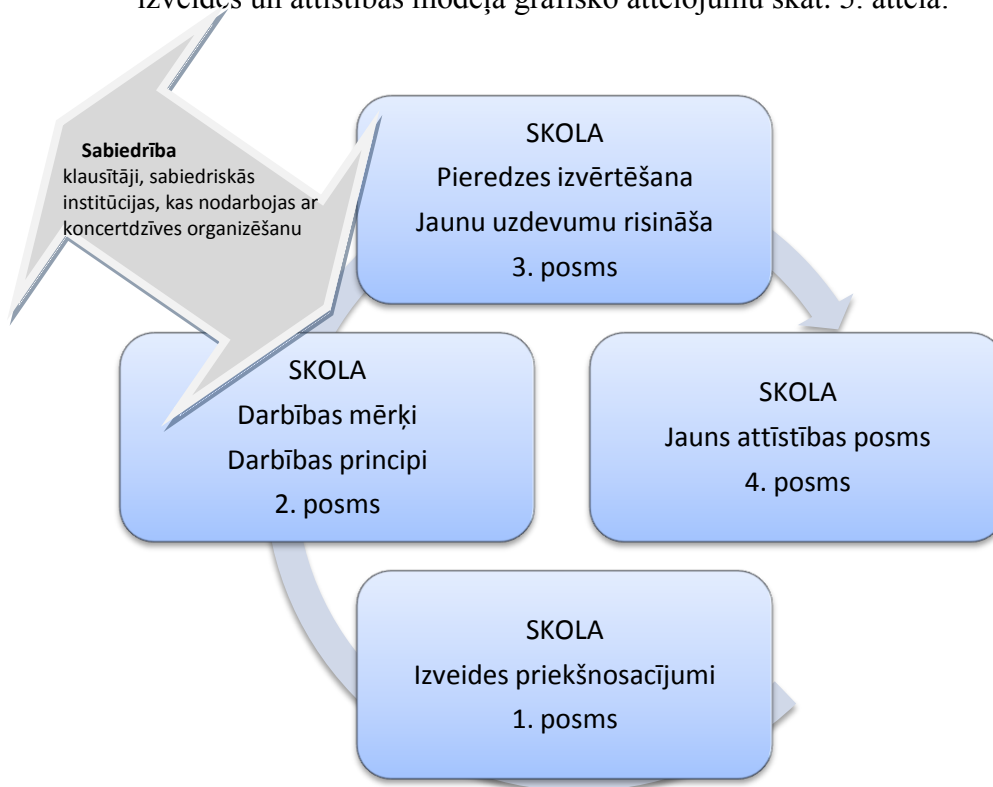 izveides un attīstības modeļa grafisko attēlojumu skat. 5. attēlā.
SKOLA
Pieredzes izvērtēšana
Jaunu uzdevumu risināša
3. posms
Sabiedrība
klausītāji, sabiedriskās
institūcijas, kas nodarbojas ar
koncertdzīves organizēšanu
SKOLA
Darbības mērķi
Darbības principi
2. posms
SKOLA
Jauns attīstības posms
4. posms
SKOLA
Izveides priekšnosacījumi
1. posms